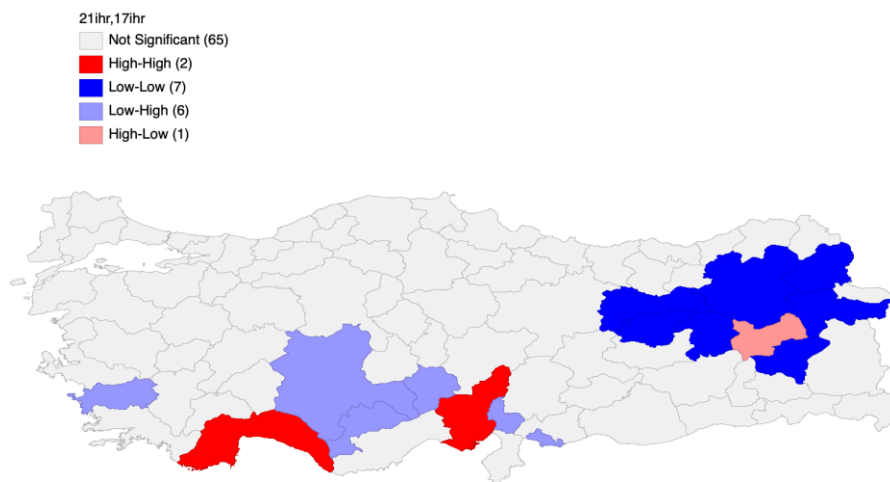 21ihr,17ihr
Not Significant (65)
High-High (2)
Low-Low (7)
Low-High (6)
High-Low (1)